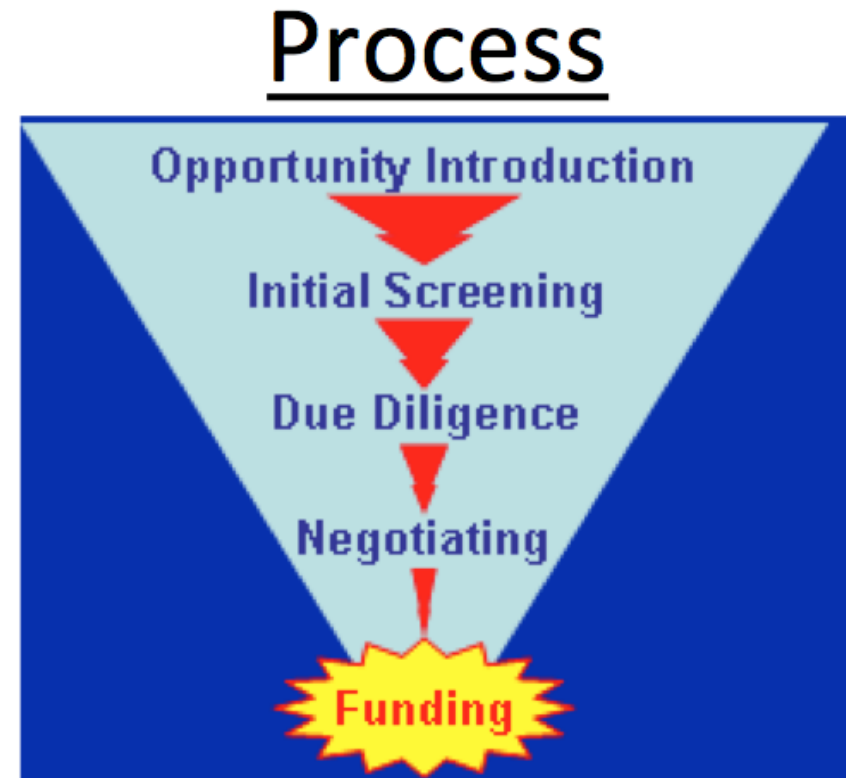 Process
Opportunity Introduction
Initial Screening
Due Diligence
Negotiating
Funding